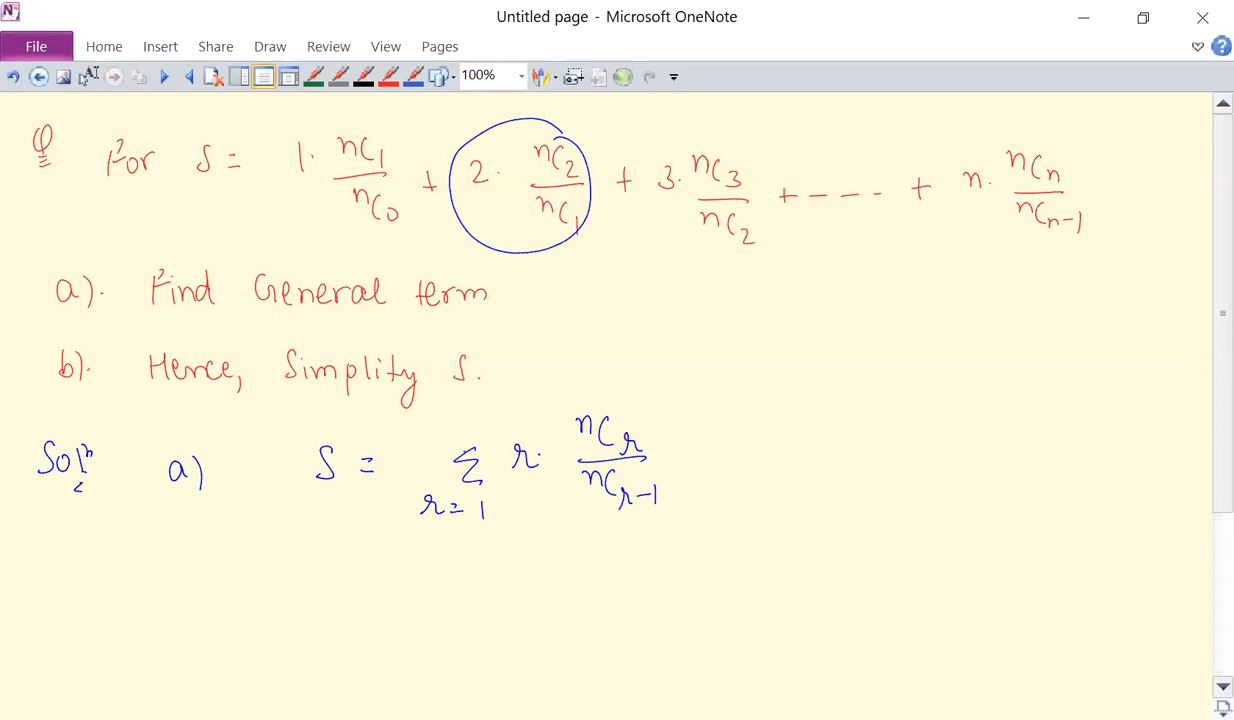 Untitled page - Microsoft OneNote
File Home Insert Share Draw Review View Pages
100%
Q For S = 1. nC1/nC0 + 2. nC2/nC1 + 3. nC3/nC2 + ---- + n. nCn/nCn-1
a). Find General term
b). Hence, Simplity S.
Solⁿ a) S = Σ r=1 r. nCr/nCr-1